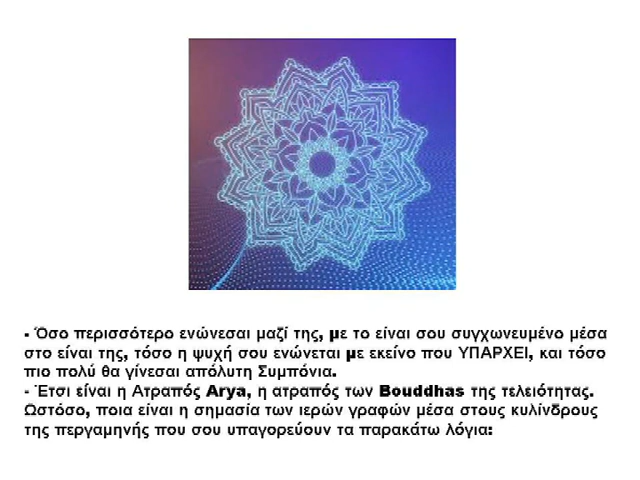 - Όσο περισσότερο ενώνεσαι μαζί της, με το είναι σου συγχωνευμένο μέσα
στο είναι της, τόσο η ψυχή σου ενώνεται με εκείνο που ΥΠΑΡΧΕΙ, και τόσο
πιο πολύ θα γίνεσαι απόλυτη Συμπόνια.
- Έτσι είναι η Ατραπός Arya, η ατραπός των Bouddhas της τελειότητας.
Ωστόσο, ποια είναι η σημασία των ιερών γραφών μέσα στους κυλίνδρους
της περγαμηνής που σου υπαγορεύουν τα παρακάτω λόγια: